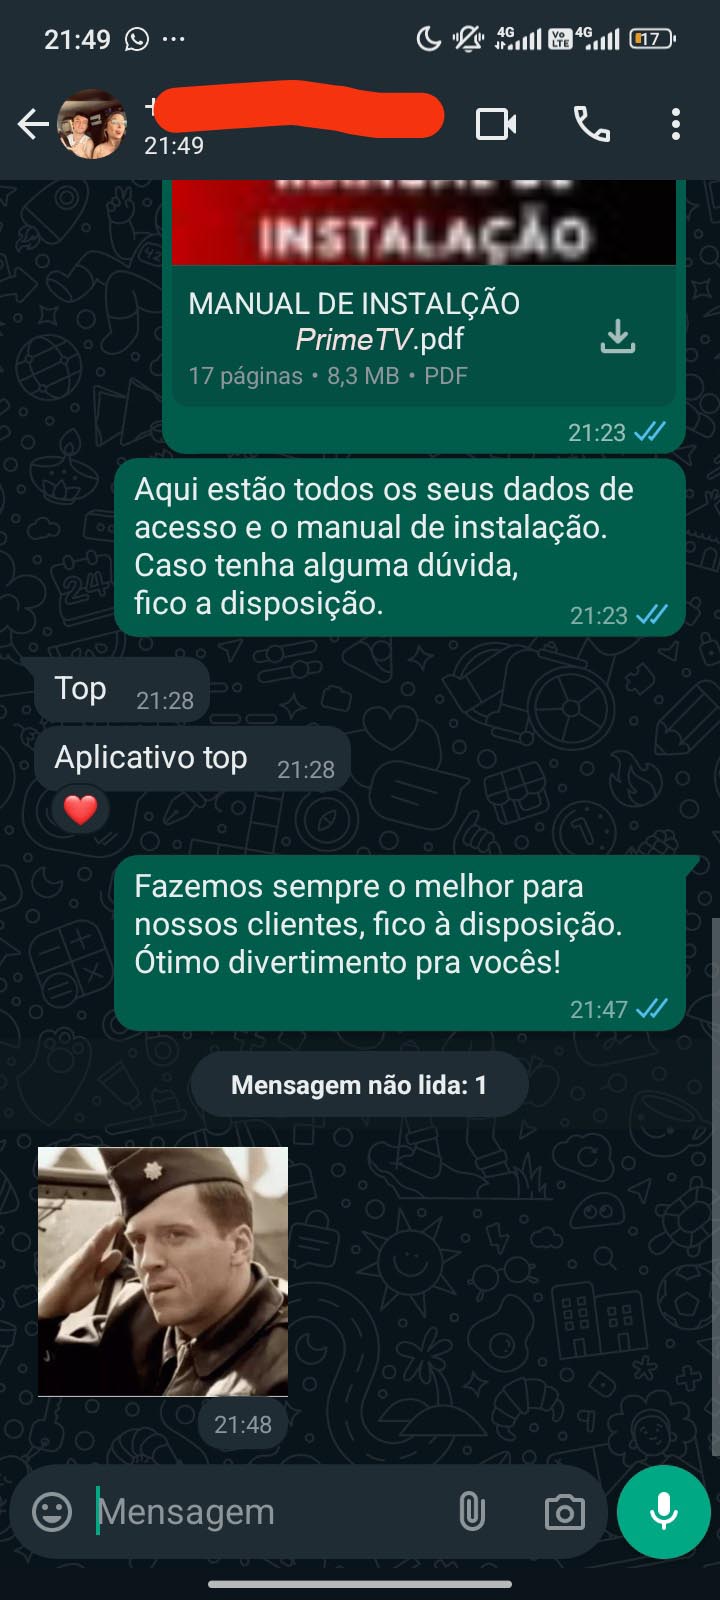 21:49
4G
Vo
LTE
4G
17
21:49
INSTALAÇÃO
MANUAL DE INSTALÇÃO
PrimeTV.pdf
17 páginas • 8,3 MB • PDF
21:23
Aqui estão todos os seus dados de
acesso e o manual de instalação.
Caso tenha alguma dúvida,
fico a disposição.
21:23
Top
21:28
Aplicativo top
21:28
Fazemos sempre o melhor para
nossos clientes, fico à disposição.
Ótimo divertimento pra vocês!
21:47
Mensagem não lida: 1
21:48
Mensagem